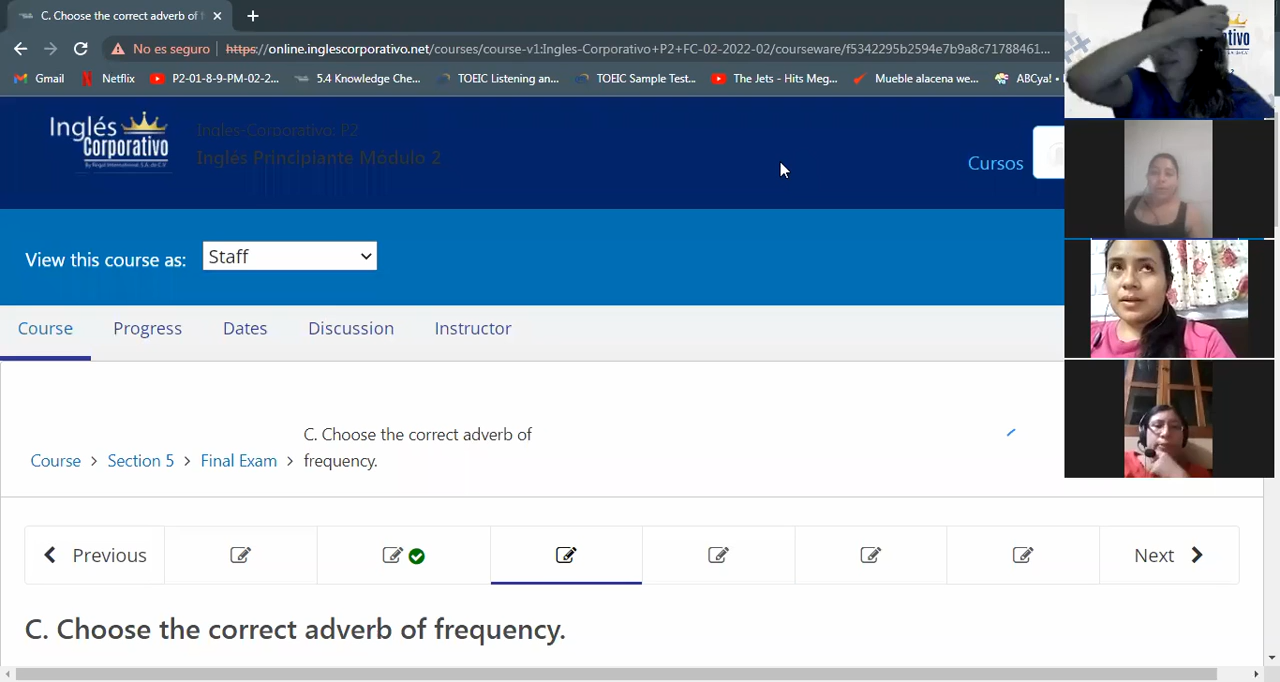 C. Choose the correct adverb of f
No es seguro
https://online.inglescorporativo.net/courses/course-v1:Ingles-Corporativo+P2+FC-02-2022-02/courseware/f5342295b2594e7b9a8c71788461...
Gmail
Netflix
P2-01-8-9-PM-02-2...
5.4 Knowledge Che...
TOEIC Listening an...
TOEIC Sample Test...
The Jets - Hits Meg...
Mueble alacena we...
ABCya! •
Inglés
Corporativo
Ingles-Corporativo: P2
Inglés Principiante Módulo 2
Cursos
View this course as:
Staff
Course
Progress
Dates
Discussion
Instructor
Course > Section 5 > Final Exam > C. Choose the correct adverb of
frequency.
Previous
Next
C. Choose the correct adverb of frequency.